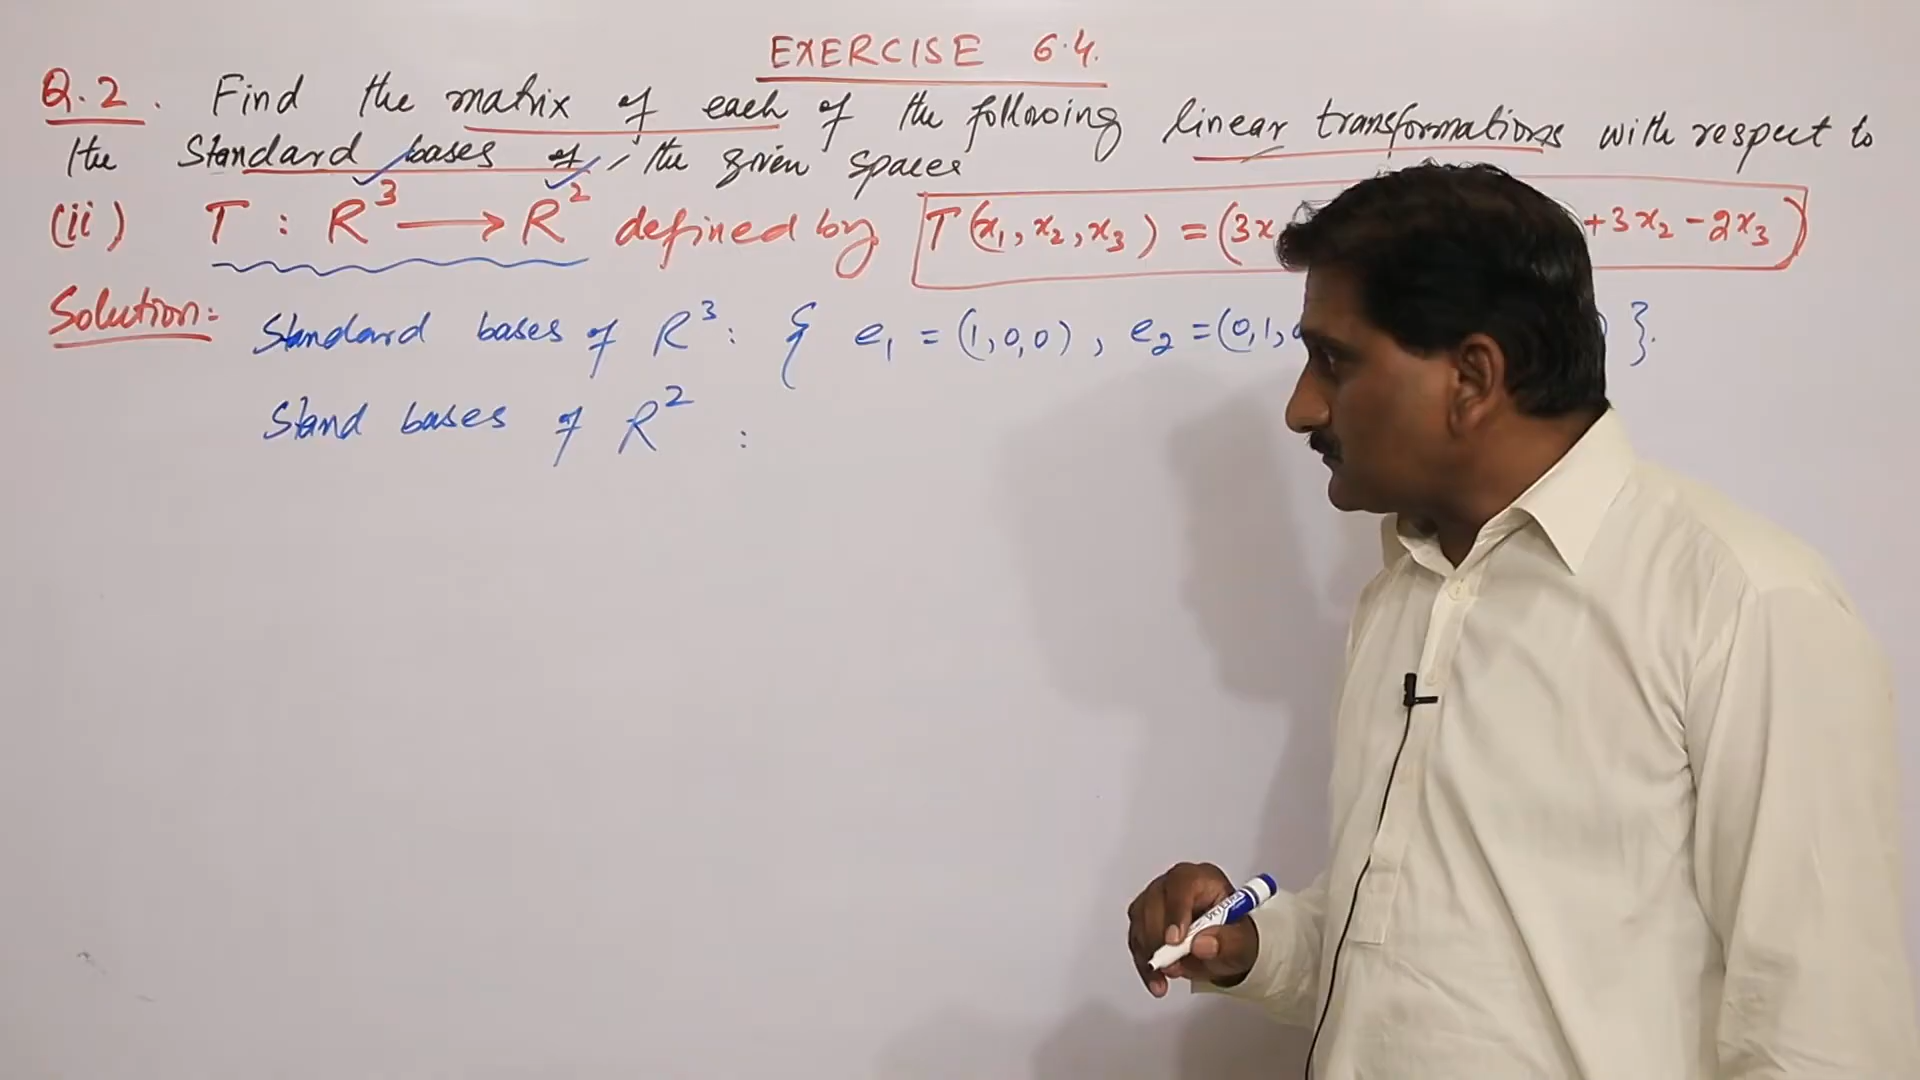 EXERCISE 6.4.
Q.2. Find the matrix of each of the following linear transformations with respect to
the Standard bases of the given spaces
(ii) T : R³ → R² defined by T(x₁, x₂, x₃) = (3x +3x₂ - 2x₃)
Solution: Standard bases of R³ : { e₁ = (1,0,0), e₂ = (0,1, }.
Stand bases of R² :